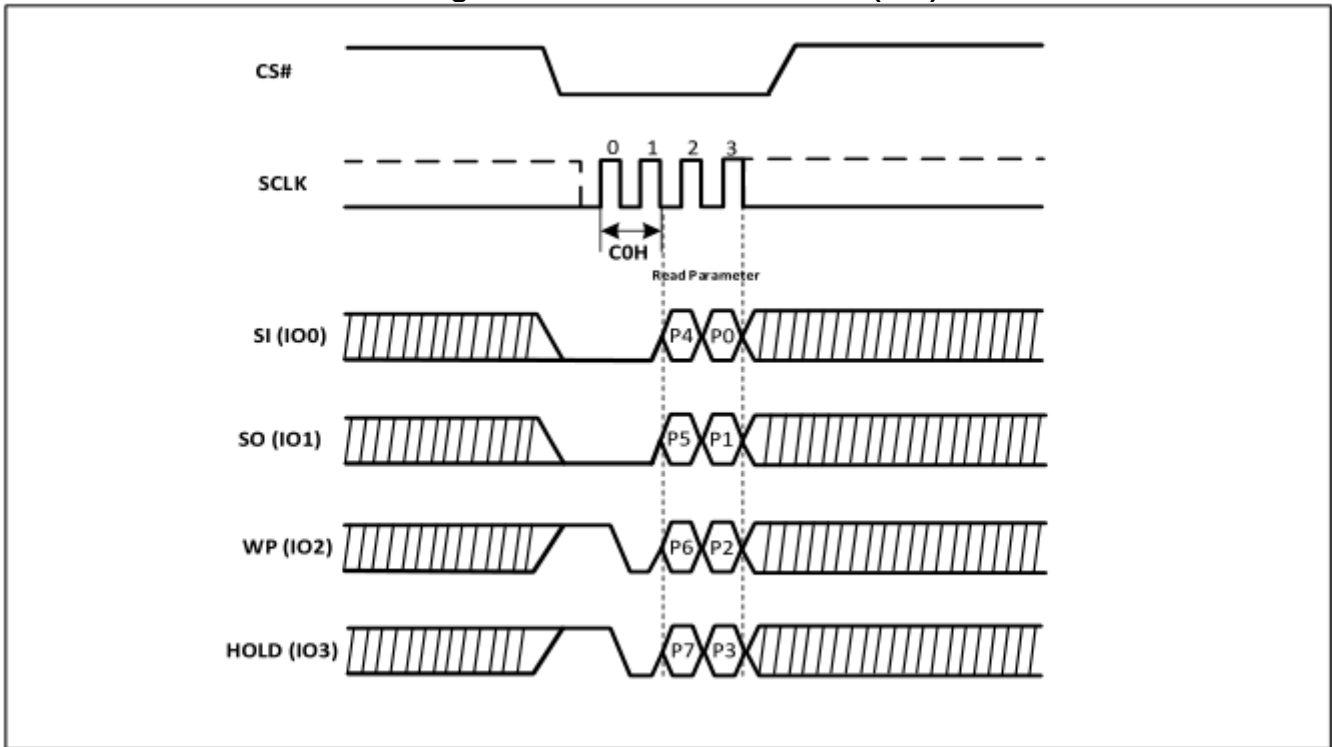 CS#
0 1 2 3
SCLK
C0H
Read Parameter
SI (IO0) P4 P0
SO (IO1) P5 P1
WP (IO2) P6 P2
HOLD (IO3) P7 P3